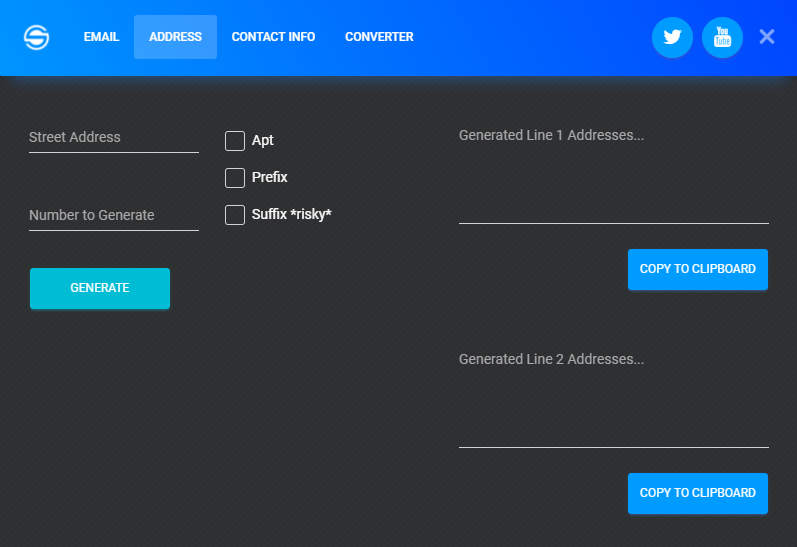 EMAIL ADDRESS CONTACT INFO CONVERTER You Tube
Street Address
Number to Generate
GENERATE
Apt
Prefix
Suffix *risky*
Generated Line 1 Addresses...
COPY TO CLIPBOARD
Generated Line 2 Addresses...
COPY TO CLIPBOARD